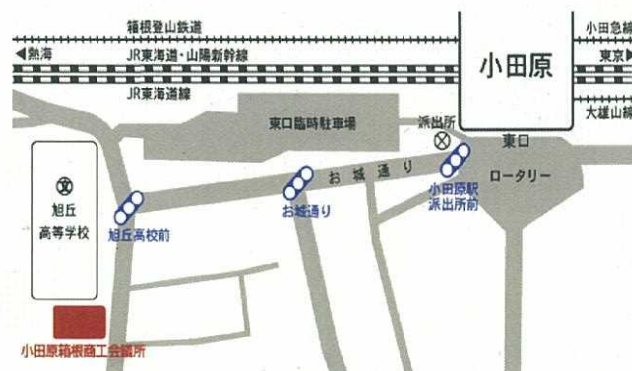 箱根登山鉄道
小田急線
◀熱海
JR東海道・山陽新幹線
東京▶
小田原
JR東海道線
大雄山線
東口臨時駐車場
派出所
東口
ロータリー
お城通り
小田原駅
派出所前
文
旭丘
高等学校
旭丘高校前
お城通り
小田原箱根商工会議所